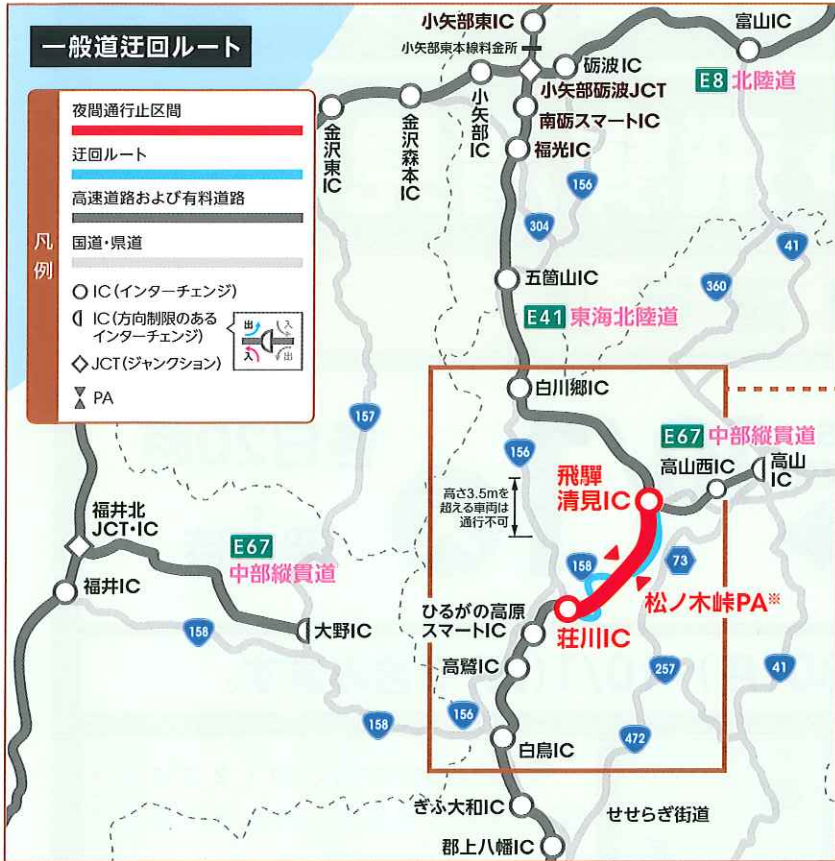 一般道迂回ルート
凡例
夜間通行止区間
迂回ルート
高速道路および有料道路
国道・県道
IC(インターチェンジ)
IC(方向制限のある
インターチェンジ)
出
入
入
出
JCT(ジャンクション)
PA
小矢部東IC
小矢部東本線料金所
富山IC
砺波IC
E8 北陸道
小矢部砺波JCT
小矢部IC
金沢森本IC
金沢東IC
南砺スマートIC
福光IC
156
304
41
360
五箇山IC
E41 東海北陸道
白川郷IC
157
156
E67 中部縦貫道
高山西IC
高山IC
飛驒
清見IC
高さ3.5mを
超える車両は
通行不可
福井北
JCT・IC
E67
中部縦貫道
158
73
松ノ木峠PA※
福井IC
ひるがの高原
スマートIC
荘川IC
158
大野IC
高鷲IC
257
41
156
158
472
白鳥IC
ぎふ大和IC
せせらぎ街道
郡上八幡IC